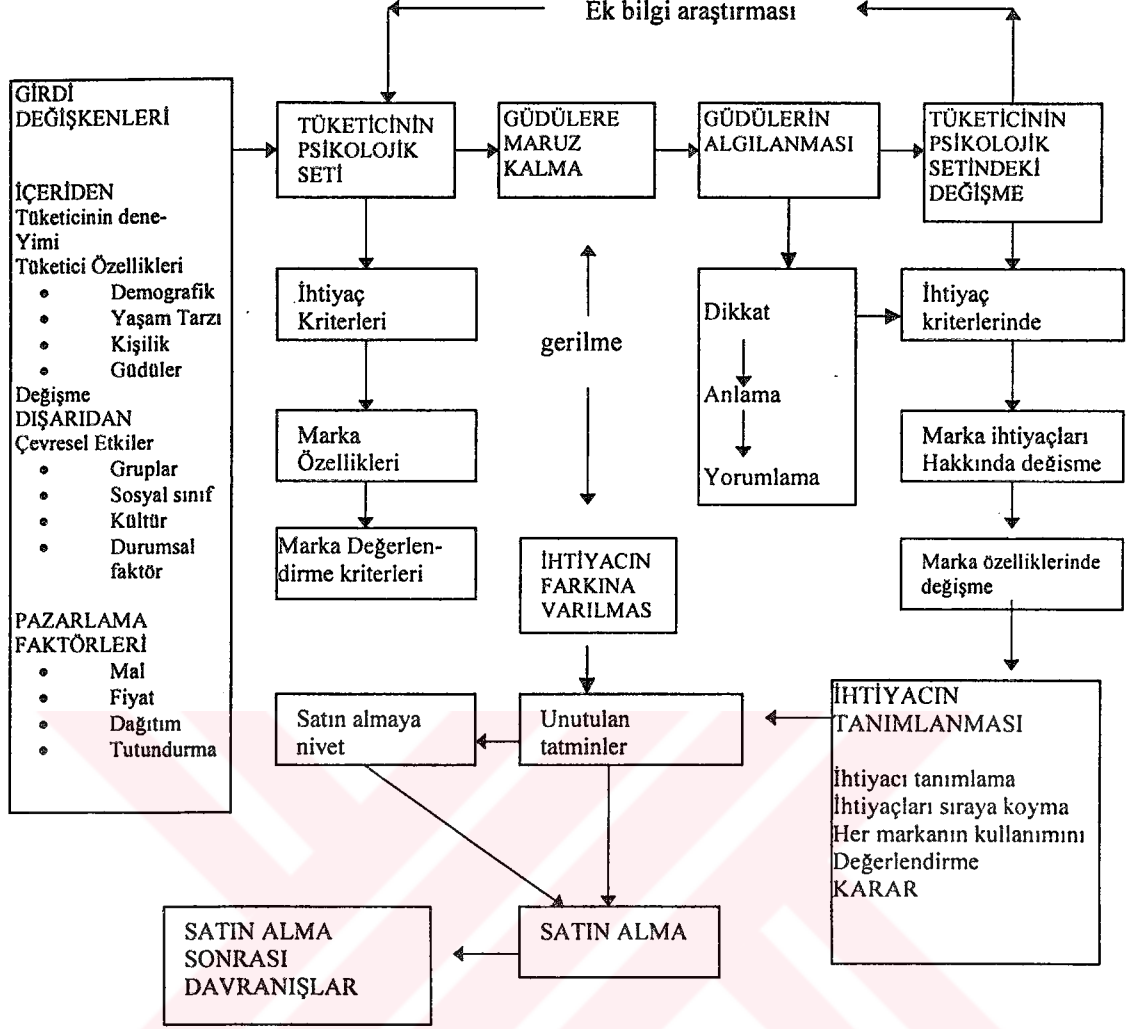 Ek bilgi araştırması
GİRDİ
DEĞİŞKENLERİ
İÇERİDEN
Tüketicinin dene-
Yimi
Tüketici Özellikleri
• Demografik
• Yaşam Tarzı
• Kişilik
• Güdüler
Değişme
DIŞARIDAN
Çevresel Etkiler
• Gruplar
• Sosyal sınıf
• Kültür
• Durumsal
faktör
PAZARLAMA
FAKTÖRLERİ
• Mal
• Fiyat
• Dağıtım
• Tutundurma
TÜKETİCİNİN
PSİKOLOJİK
SETİ
GÜDÜLERE
MARUZ
KALMA
GÜDÜLERİN
ALGILANMASI
TÜKETİCİNİN
PSİKOLOJİK
SETİNDEKİ
DEĞİŞME
İhtiyaç
Kriterleri
gerilme
Dikkat
Anlama
Yorumlama
İhtiyaç
kriterlerinde
Marka
Özellikleri
Marka ihtiyaçları
Hakkında değisme
Marka Değerlen-
dirme kriterleri
İHTİYACIN
FARKINA
VARILMAS
Marka özelliklerinde
değişme
Satın almaya
nivet
Unutulan
tatminler
İHTİYACIN
TANIMLANMASI
İhtiyacı tanımlama
İhtiyaçları sıraya koyma
Her markanın kullanımını
Değerlendirme
KARAR
SATIN ALMA
SONRASI
DAVRANIŞLAR
SATIN ALMA